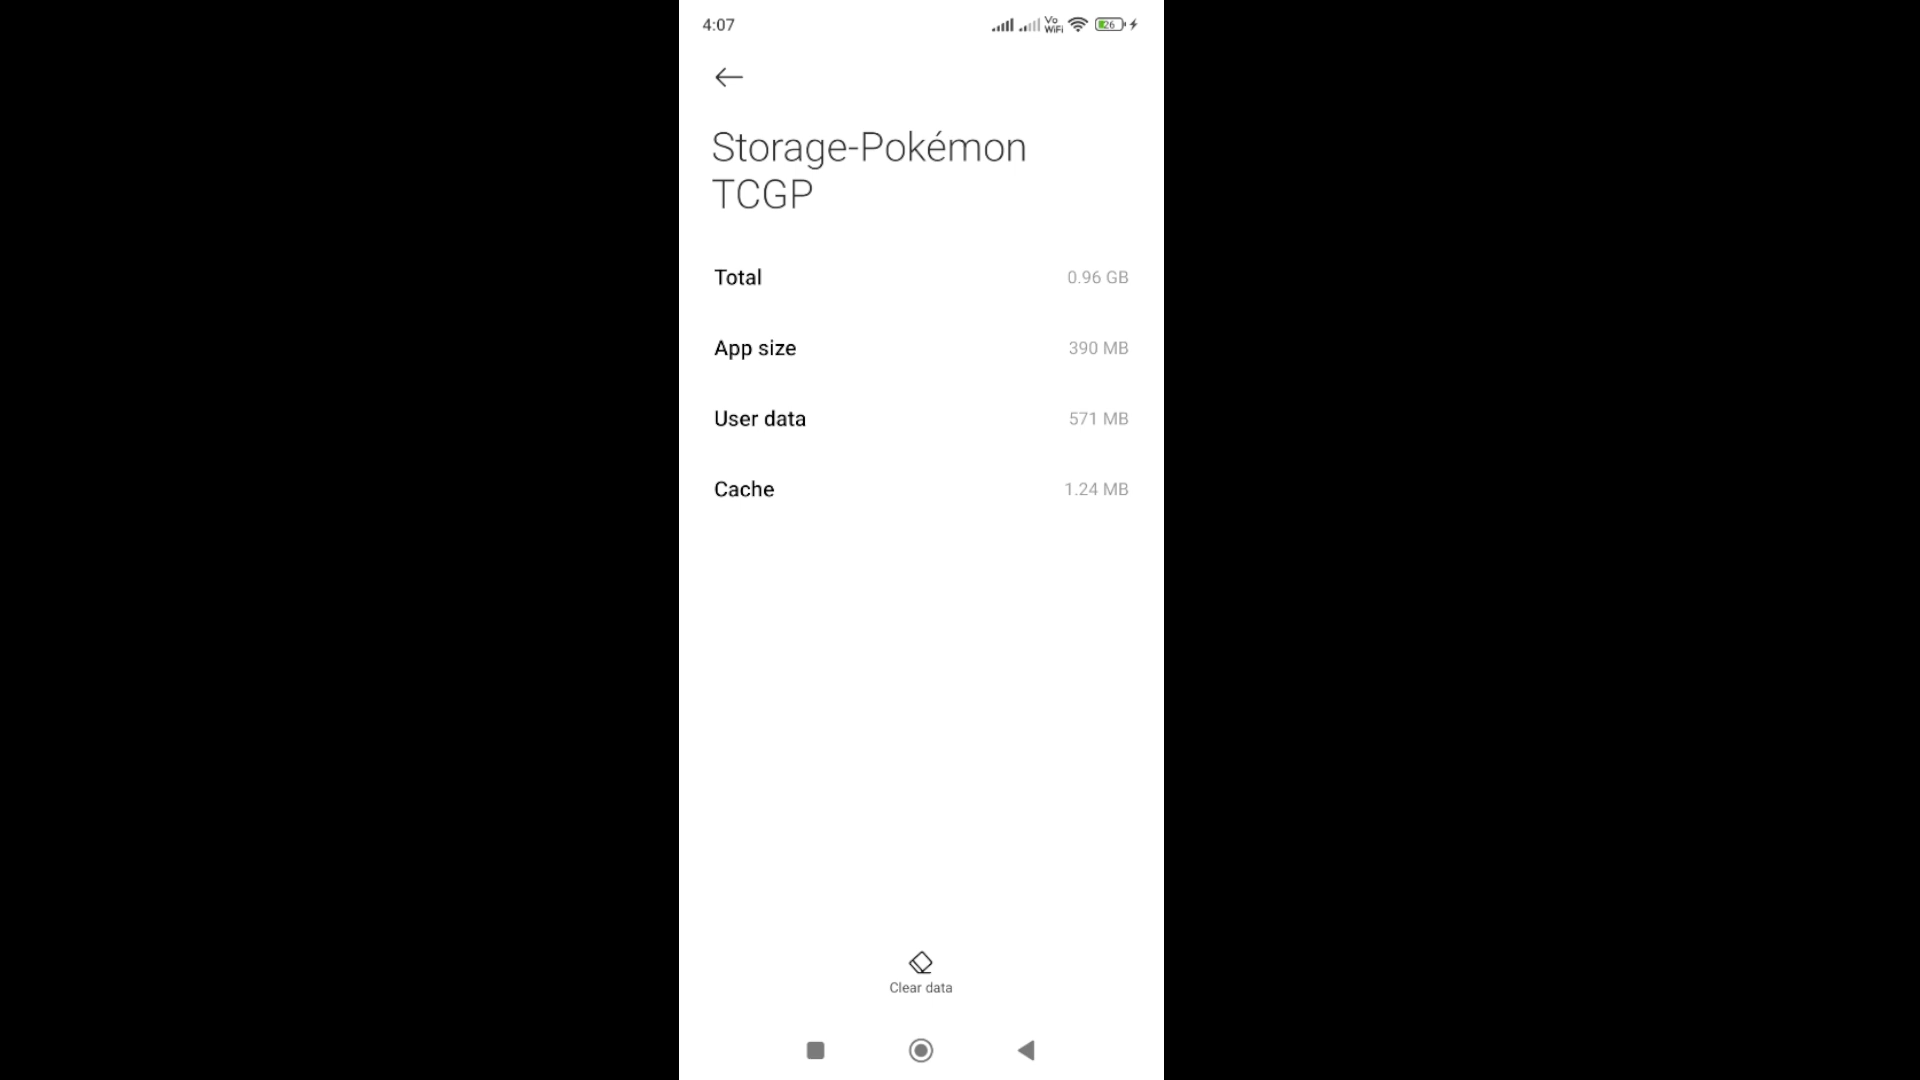 4:07
Vo
WiFi
26
Storage-Pokémon
TCGP
Total 0.96 GB
App size 390 MB
User data 571 MB
Cache 1.24 MB
Clear data